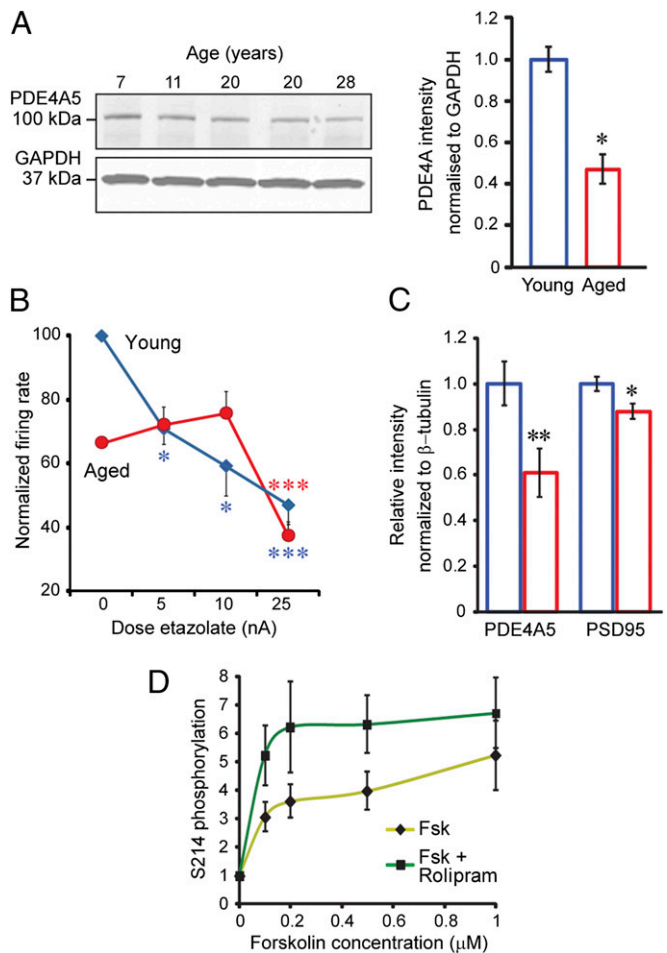 A
Age (years)
7 11 20 20 28
PDE4A5
100 kDa
GAPDH
37 kDa
PDE4A intensity
normalised to GAPDH
1.2
1.0
0.8
0.6
0.4
0.2
0
*
Young Aged
B
Normalized firing rate
100
80
60
40
20
Young
Aged
*
*
***
***
0 5 10 25
Dose etazolate (nA)
C
Relative intensity
normalized to β–tubulin
1.2
1.0
0.8
0.6
0.4
0.2
0
**
*
PDE4A5 PSD95
D
S214 phosphorylation
8
7
6
5
4
3
2
1
0
Fsk
Fsk +
Rolipram
0 0.2 0.4 0.6 0.8 1
Forskolin concentration (μM)